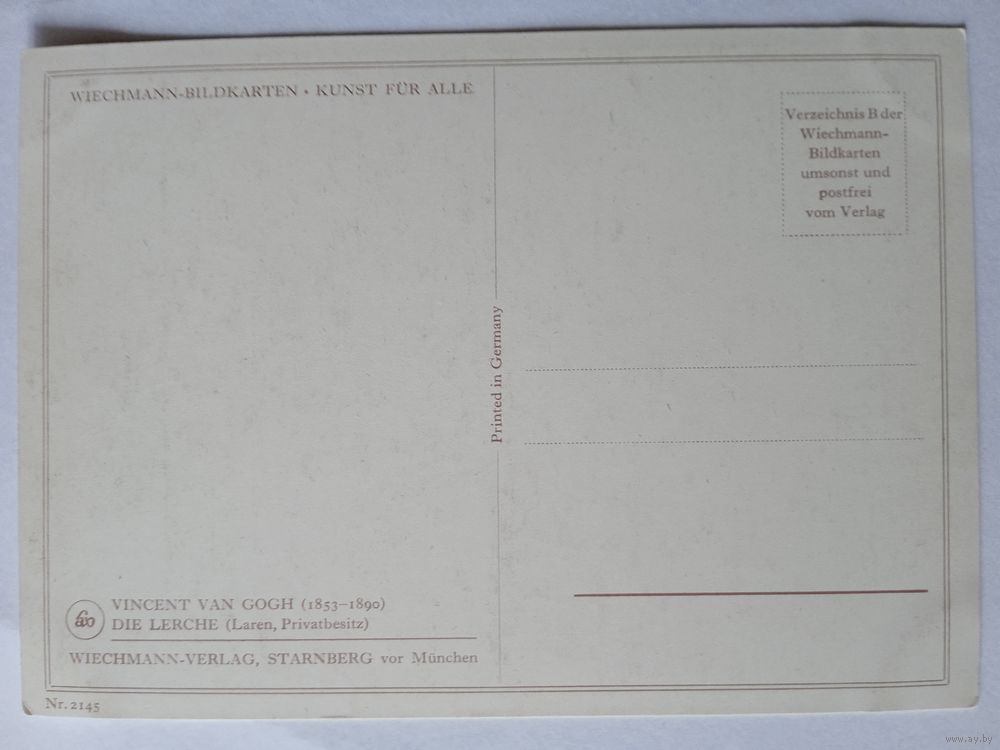 WIECHMANN-BILDKARTEN • KUNST FÜR ALLE
Verzeichnis B der
Wiechmann-
Bildkarten
umsonst und
postfrei
vom Verlag
Printed in Germany
VINCENT VAN GOGH (1853–1890)
DIE LERCHE (Laren, Privatbesitz)
WIECHMANN-VERLAG, STARNBERG vor München
Nr. 2145
www.ay.by